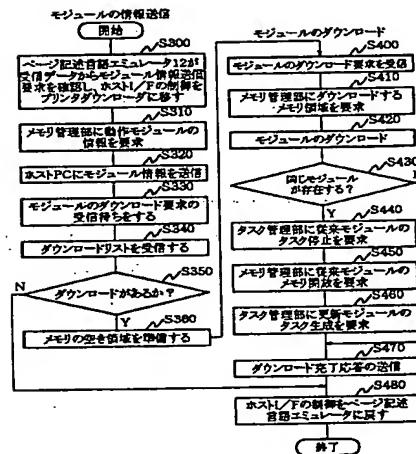 モジュールの情報送信
開始
S300
ページ記述言語エミュレータ12が
受信データからモジュール情報送信
要求を確認し、ホストI/Fの制御を
プリンタダウンローダに移す
S310
メモリ管理部に動作モジュールの
情報を要求
S320
ホストPCにモジュール情報を送信
S330
モジュールのダウンロード要求の
受信待ちをする
S340
ダウンロードリストを受信する
S350
N
ダウンロードがあるか?
Y
S360
メモリの空き領域を準備する
モジュールのダウンロード
S400
モジュールのダウンロード要求を受信
S410
メモリ管理部にダウンロードする
メモリ領域を要求
S420
モジュールのダウンロード
S430
同じモジュール
が存在する?
Y
S440
タスク管理部に従来モジュールの
タスク停止を要求
S450
メモリ管理部に従来モジュールの
メモリ開放を要求
S460
タスク管理部に更新モジュールの
タスク生成を要求
S470
ダウンロード完了応答の送信
S480
ホストI/Fの制御をページ記述
言語エミュレータに戻す
終了